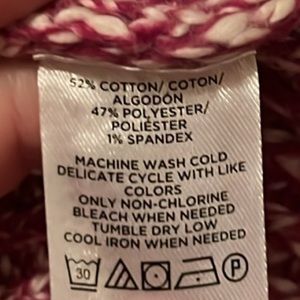 52% COTTON/ COTON/
ALGODÓN
47% POLYESTER/
POLIÉSTER
1% SPANDEX
MACHINE WASH COLD
DELICATE CYCLE WITH LIKE
COLORS
ONLY NON-CHLORINE
BLEACH WHEN NEEDED
TUMBLE DRY LOW
COOL IRON WHEN NEEDED
30 P